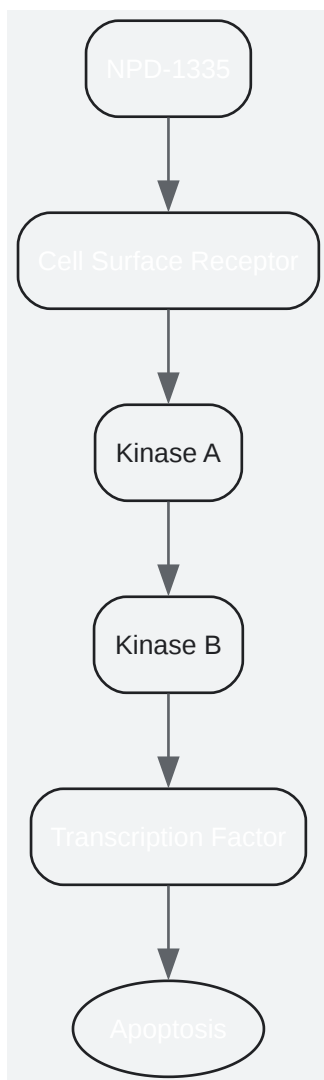 NPD-1335
Cell Surface Receptor
Kinase A
Kinase B
Transcription Factor
Apoptosis